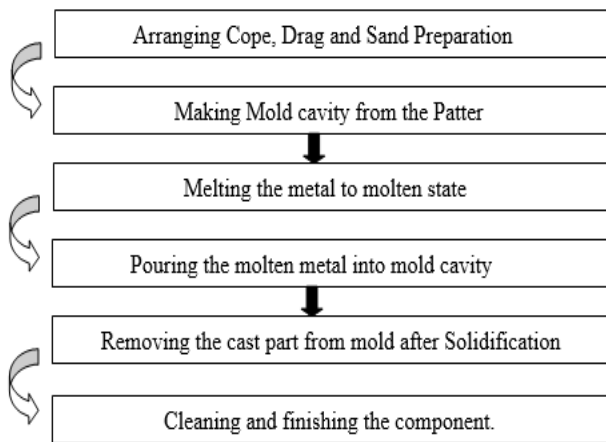 Arranging Cope, Drag and Sand Preparation
Making Mold cavity from the Patter
Melting the metal to molten state
Pouring the molten metal into mold cavity
Removing the cast part from mold after Solidification
Cleaning and finishing the component.